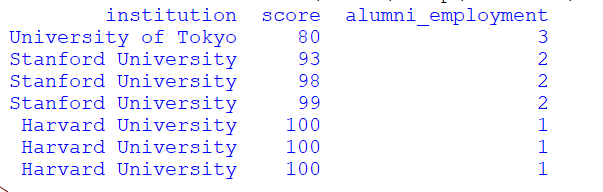 institution score alumni_employment
University of Tokyo 80 3
Stanford University 93 2
Stanford University 98 2
Stanford University 99 2
Harvard University 100 1
Harvard University 100 1
Harvard University 100 1